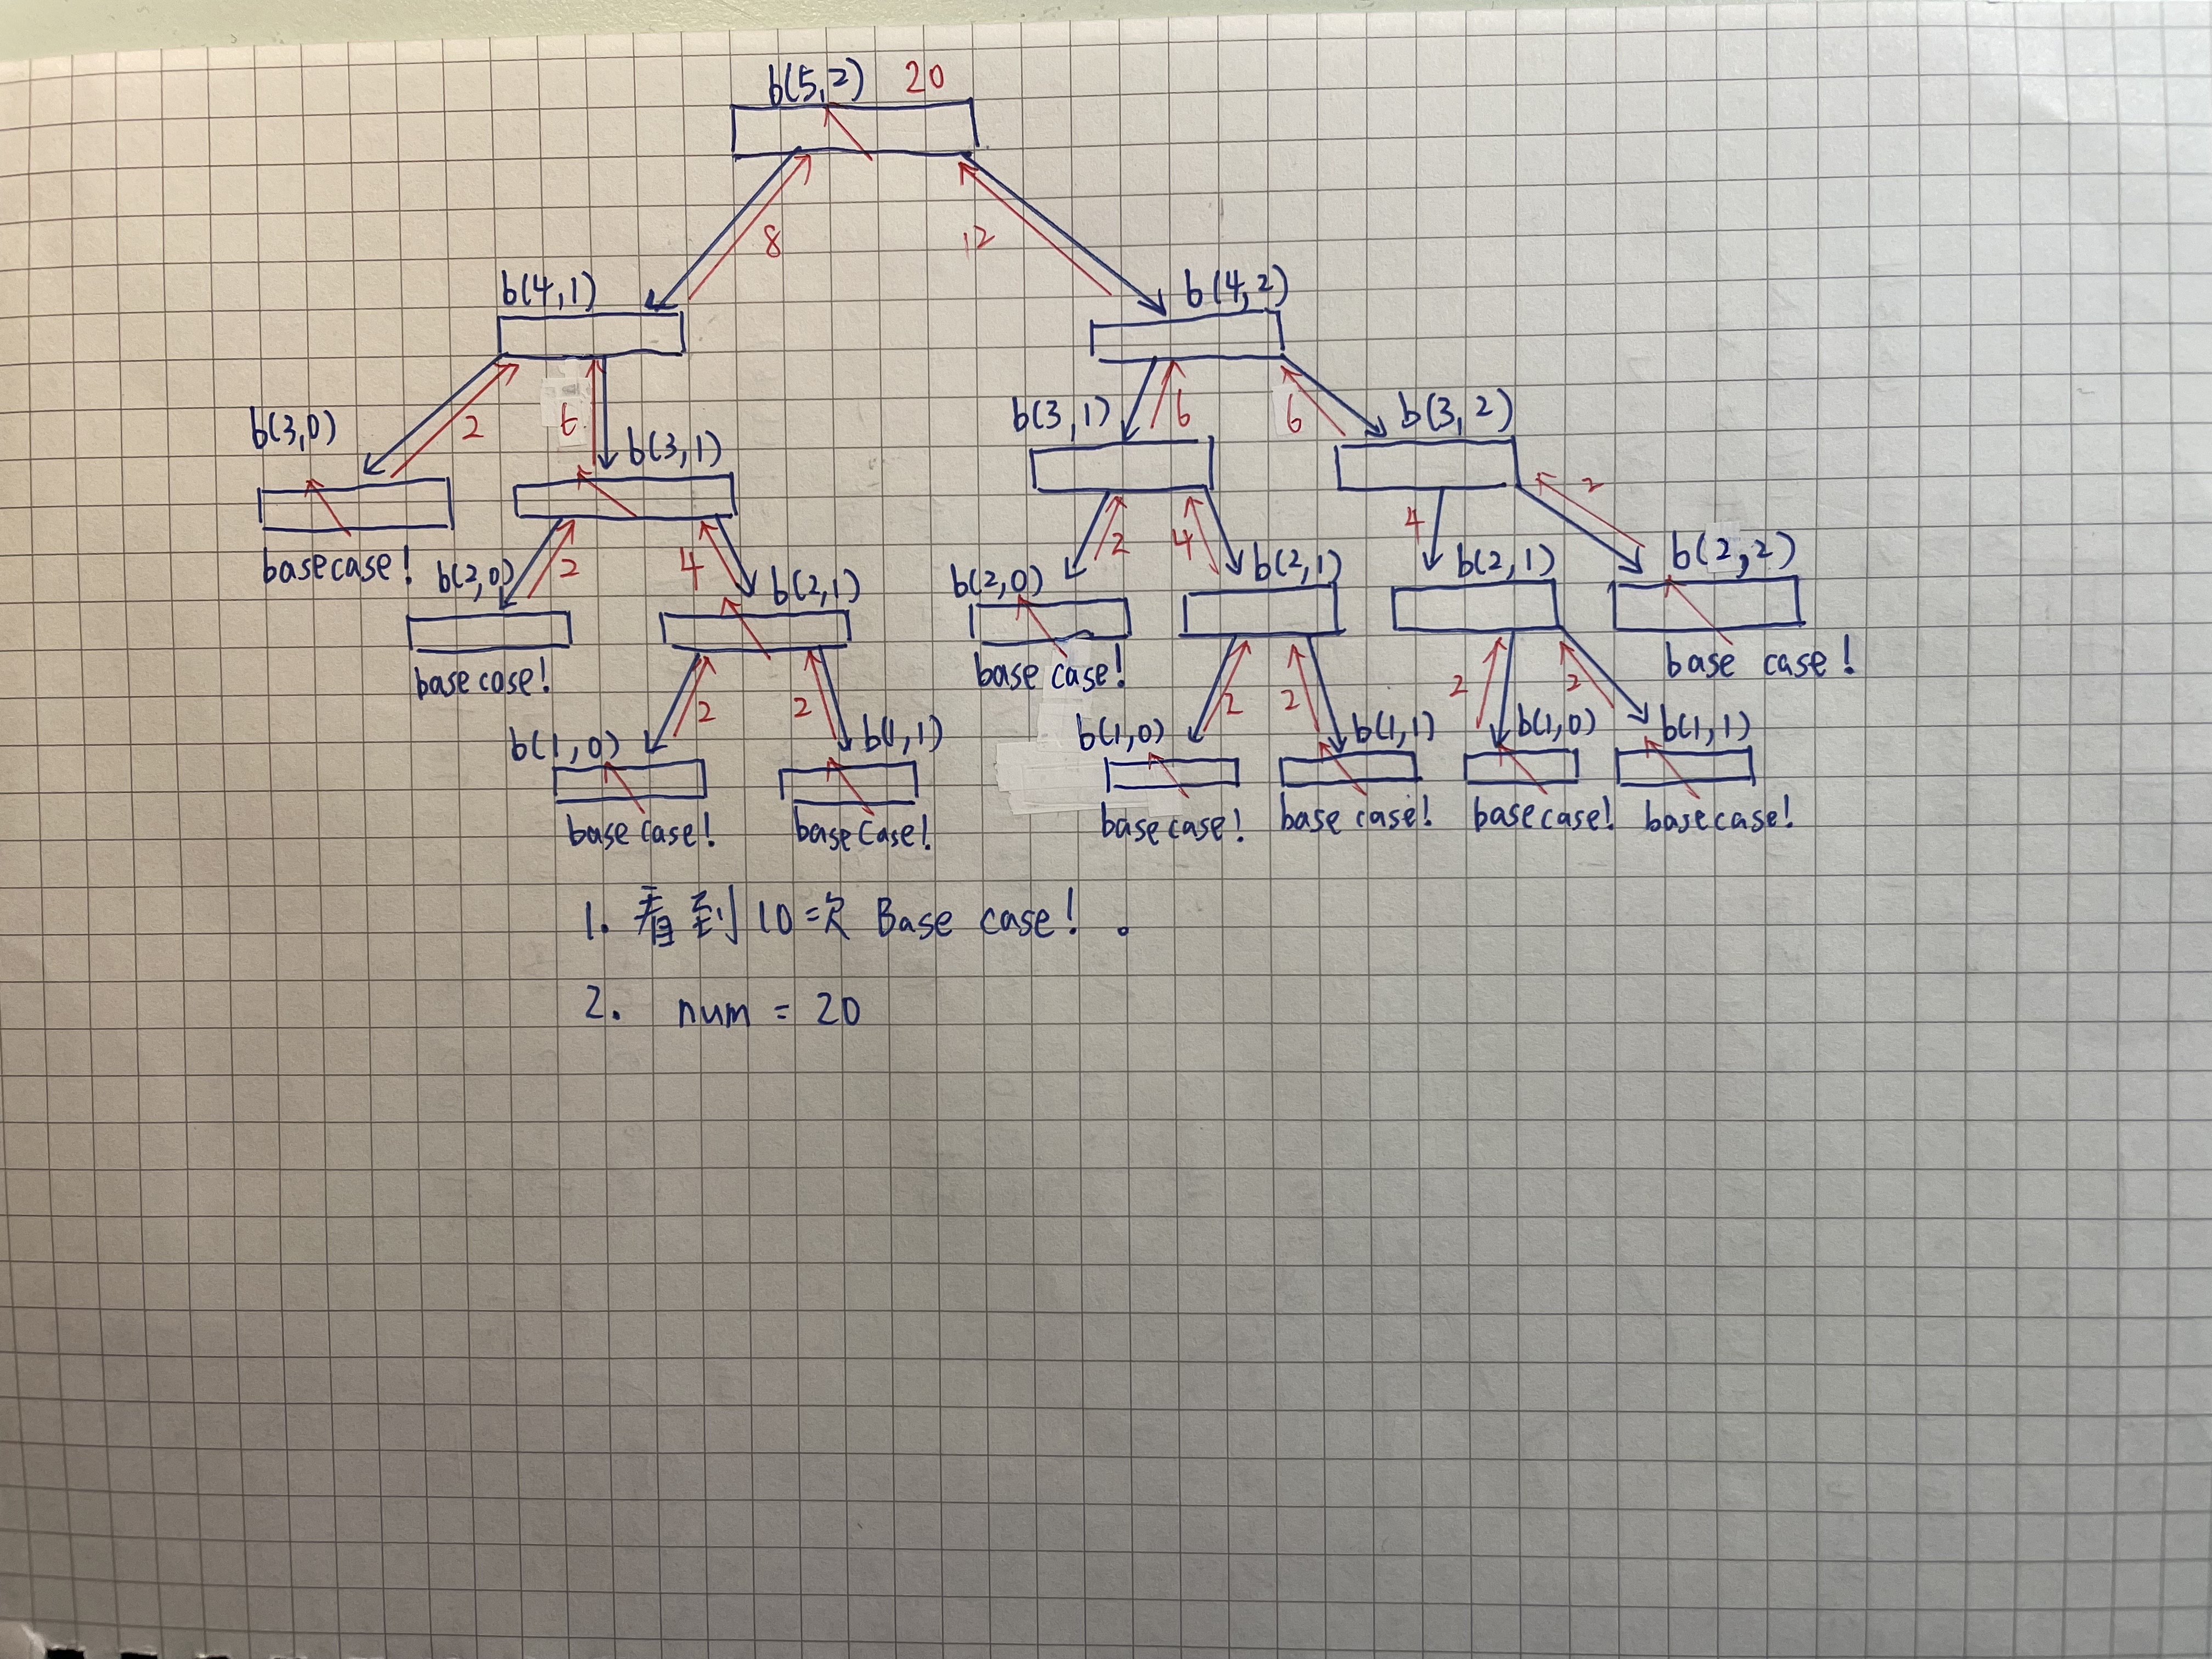 b(5,2) 20
8 12
b(4,1) b(4,2)
2 6 6 6
b(3,0) b(3,1) b(3,1) b(3,2)
base case! 2 4 2 4 4 2
b(2,0) b(2,1) b(2,0) b(2,1) b(2,1) b(2,2)
base case! base case! base case!
2 2 2 2 2 2
b(1,0) b(1,1) b(1,0) b(1,1) b(1,0) b(1,1)
base case! base case! base case! base case! base case! base case!
1. 看到10次 Base case! 。
2. num = 20